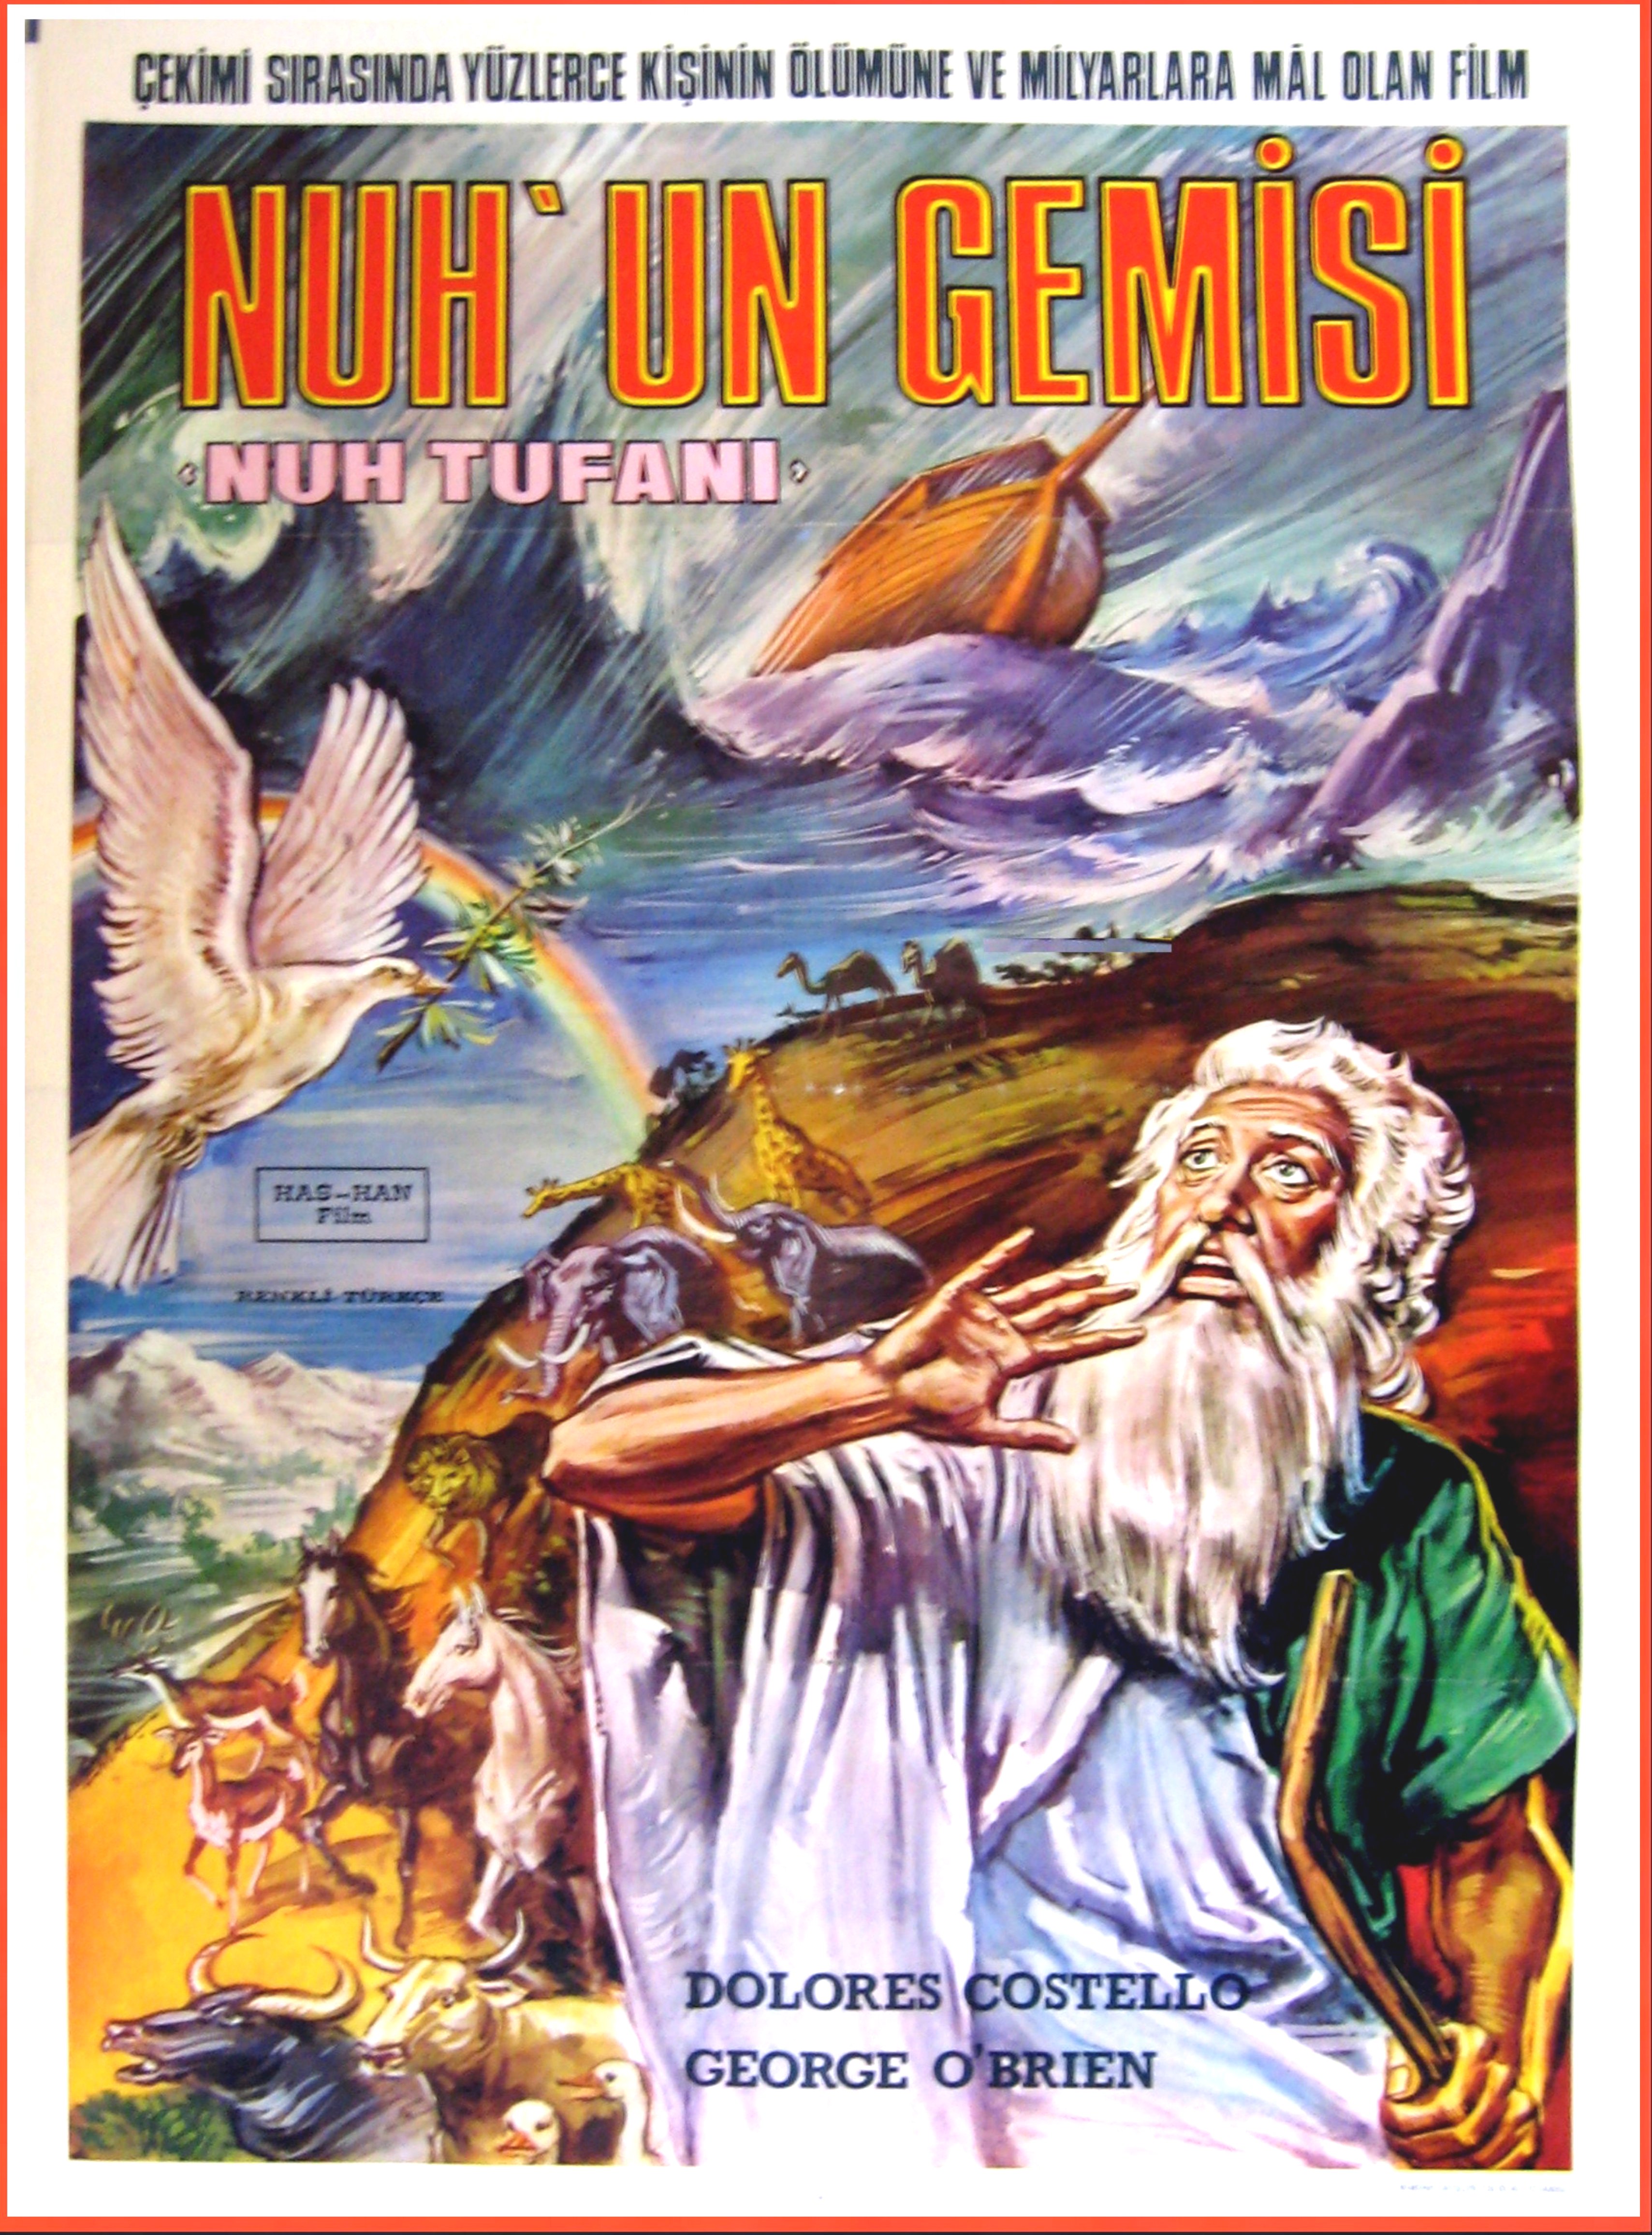 ÇEKİMİ SIRASINDA YÜZLERCE KİŞİNİN ÖLÜMÜNE VE MİLYARLARA MÂL OLAN FİLM
NUH'UN GEMİSİ
«NUH TUFANI»
HAS-HAN
Film
RENKLİ TÜRKÇE
DOLORES COSTELLO
GEORGE O'BRIEN